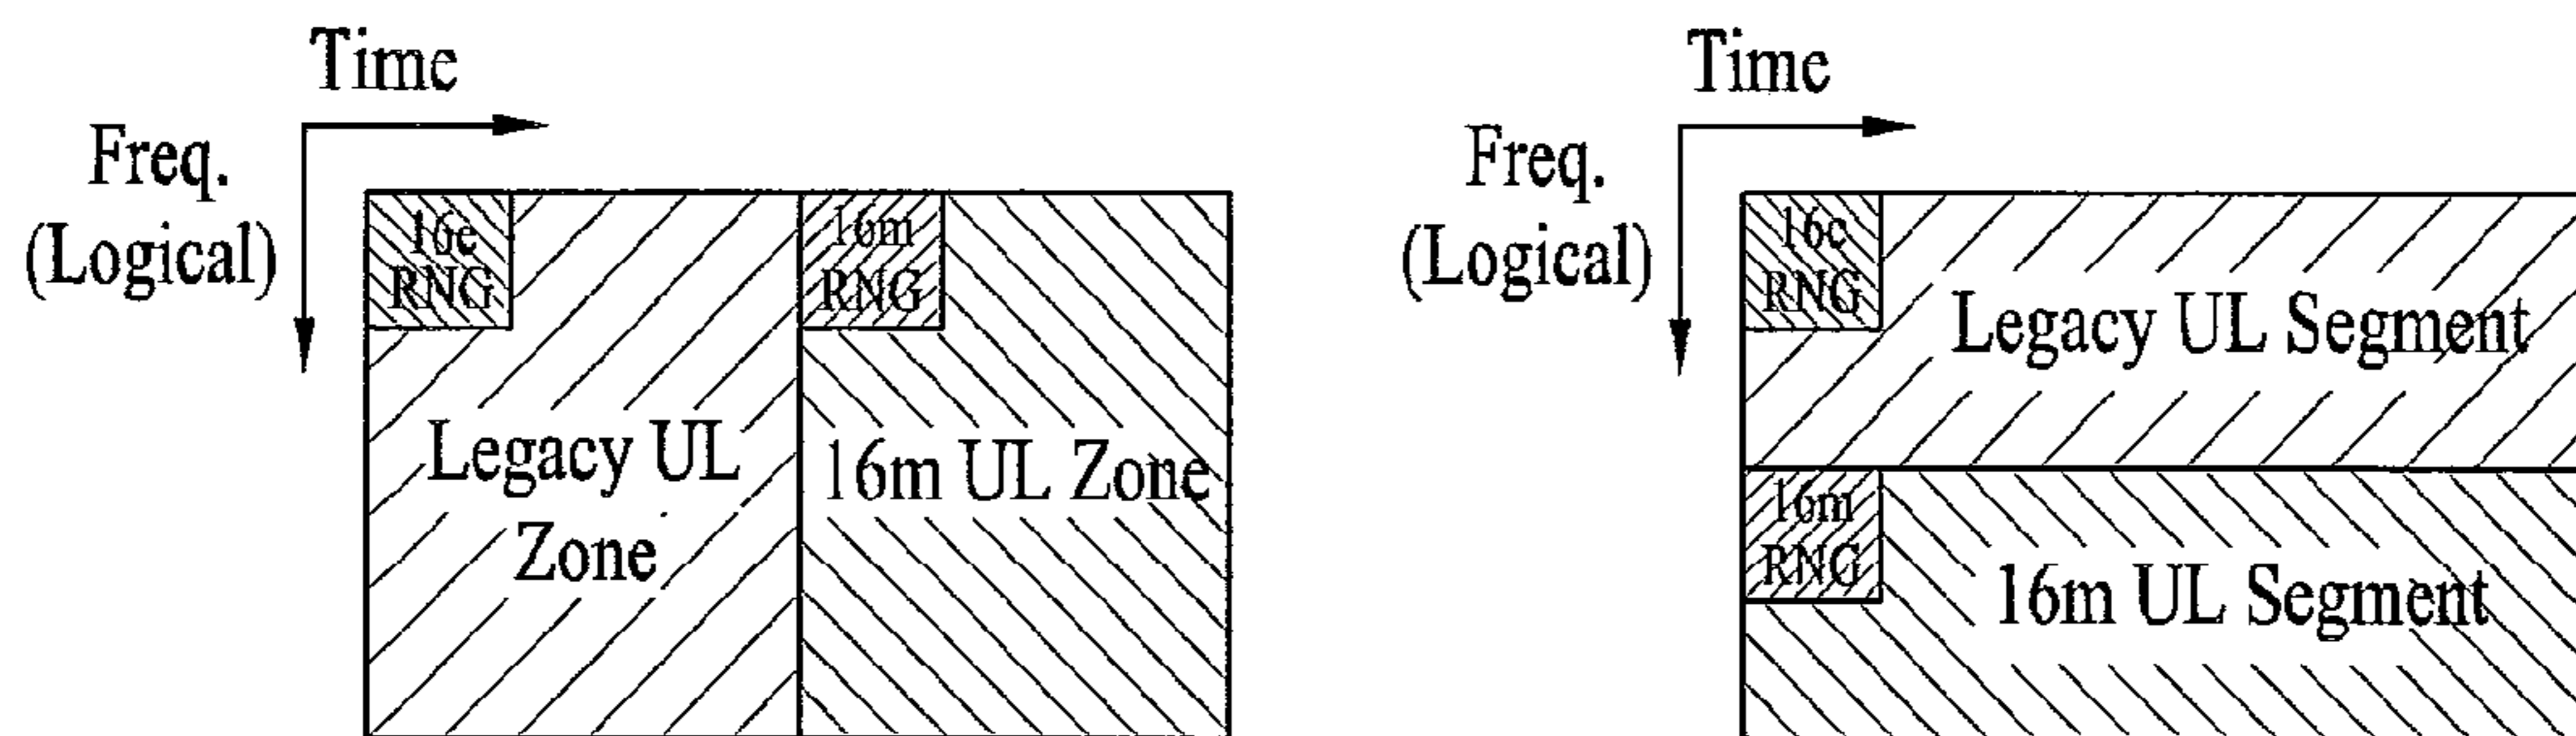 Time
Freq.
(Logical)
16e
RNG
16m
RNG
Legacy UL
Zone
16m UL Zone
Time
Freq.
(Logical)
16e
RNG
Legacy UL Segment
16m
RNG
16m UL Segment